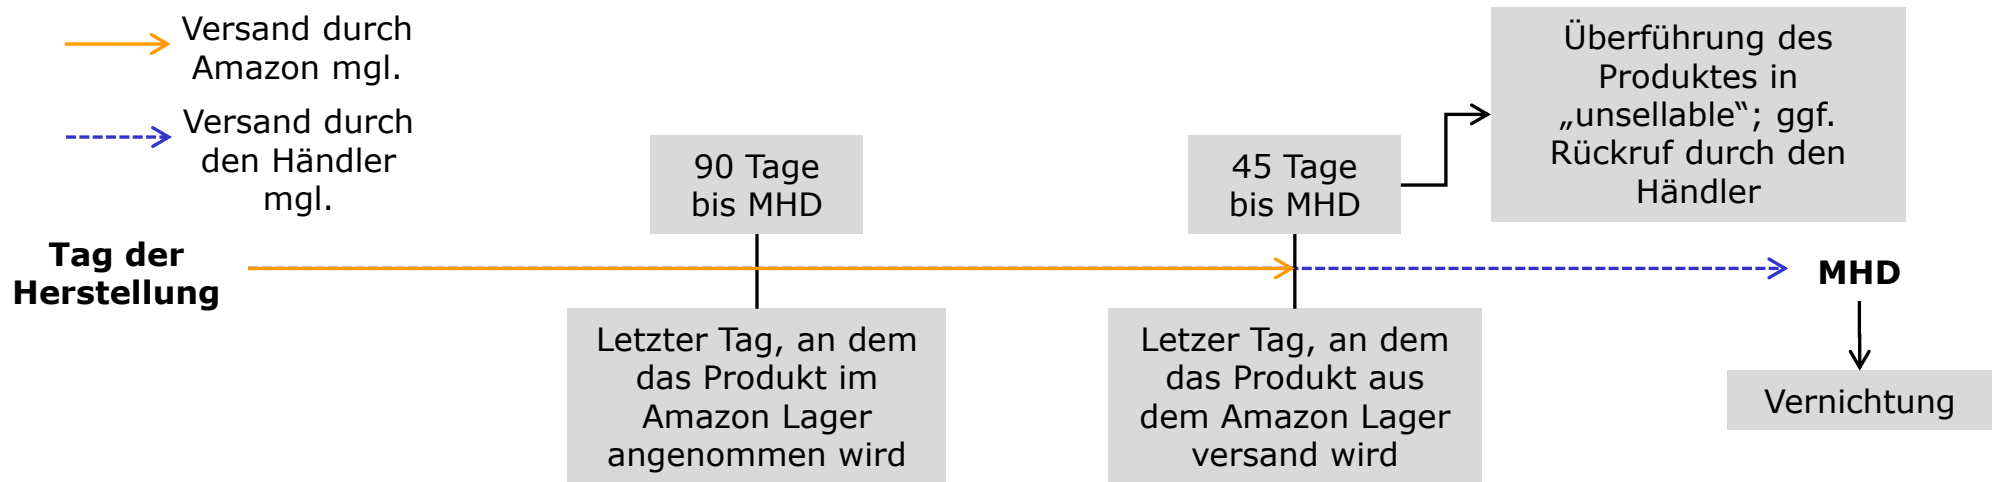 Versand durch
Amazon mgl.
Versand durch
den Händler
mgl.
Überführung des
Produktes in
„unsellable“; ggf.
Rückruf durch den
Händler
90 Tage
bis MHD
45 Tage
bis MHD
Tag der
Herstellung
MHD
Letzter Tag, an dem
das Produkt im
Amazon Lager
angenommen wird
Letzer Tag, an dem
das Produkt aus
dem Amazon Lager
versand wird
Vernichtung